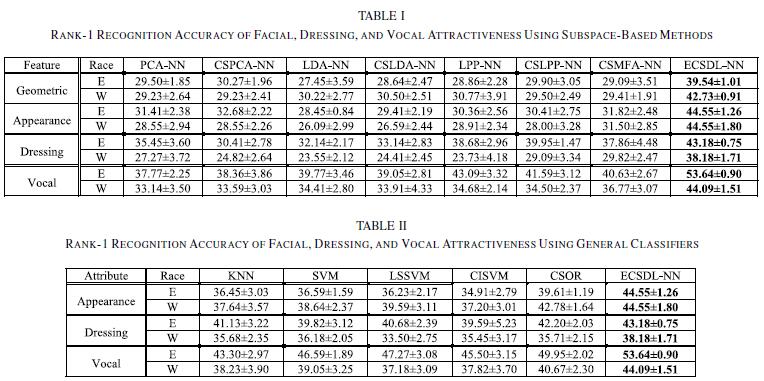 TABLE I
RANK-1 RECOGNITION ACCURACY OF FACIAL, DRESSING, AND VOCAL ATTRACTIVENESS USING SUBSPACE-BASED METHODS
Feature Race PCA-NN CSPCA-NN LDA-NN CSLDA-NN LPP-NN CSLPP-NN CSMFA-NN ECSDL-NN
Geometric E 29.50±1.85 30.27±1.96 27.45±3.59 28.64±2.47 28.86±2.28 29.90±3.05 29.09±3.51 39.54±1.01
W 29.23±2.64 29.23±2.41 30.22±2.77 30.50±2.51 30.77±3.91 29.50±2.49 29.41±1.91 42.73±0.91
Appearance E 31.41±2.38 32.68±2.22 28.45±0.84 29.41±2.19 30.36±2.56 30.41±2.75 31.82±2.48 44.55±1.26
W 28.55±2.94 28.55±2.26 26.09±2.99 26.59±2.44 28.91±2.34 28.00±3.28 31.50±2.85 44.55±1.80
Dressing E 35.45±3.60 30.41±2.78 32.14±2.17 33.14±2.83 38.68±2.96 39.95±1.47 37.86±4.48 43.18±0.75
W 27.27±3.72 24.82±2.64 23.55±2.12 24.41±2.45 23.73±4.18 29.09±3.34 29.82±2.47 38.18±1.71
Vocal E 37.77±2.25 38.36±3.86 39.77±3.46 39.05±2.81 43.09±3.32 41.59±3.12 40.63±2.67 53.64±0.90
W 33.14±3.50 33.59±3.03 34.41±2.80 33.91±4.33 34.68±2.14 34.50±2.37 36.77±3.07 44.09±1.51
TABLE II
RANK-1 RECOGNITION ACCURACY OF FACIAL, DRESSING, AND VOCAL ATTRACTIVENESS USING GENERAL CLASSIFIERS
Attribute Race KNN SVM LSSVM CISVM CSOR ECSDL-NN
Appearance E 36.45±3.03 36.59±1.59 36.23±2.17 34.91±2.79 39.61±1.19 44.55±1.26
W 37.64±3.57 38.64±2.37 39.59±3.11 37.20±3.01 42.78±1.64 44.55±1.80
Dressing E 41.13±3.22 39.82±3.12 40.68±2.39 39.59±5.23 42.20±2.03 43.18±0.75
W 35.68±2.35 36.18±2.05 33.50±2.75 35.45±3.17 35.71±2.15 38.18±1.71
Vocal E 43.30±2.97 46.59±1.89 47.27±3.08 45.50±3.15 49.95±2.02 53.64±0.90
W 38.23±3.90 39.05±3.25 37.18±3.09 37.82±3.70 40.67±2.30 44.09±1.51